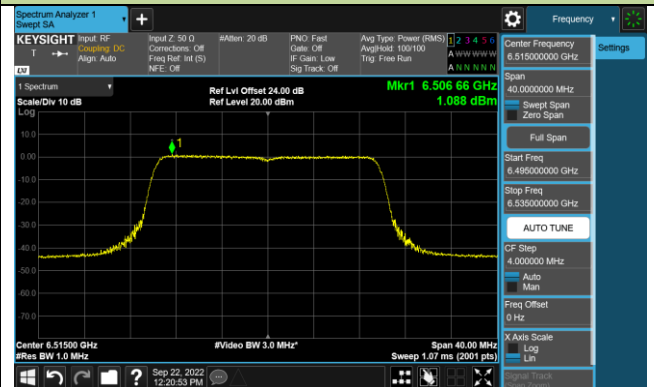 Spectrum Analyzer 1
Swept SA
Frequency
KEYSIGHT
Input: RF
Coupling: DC
Align: Auto
Input Z: 50 Ω
Corrections: Off
Freq Ref: Int (S)
NFE: Off
#Atten: 20 dB
PNO: Fast
Gate: Off
IF Gain: Low
Sig Track: Off
Avg Type: Power (RMS)
Avg|Hold: 100/100
Trig: Free Run
1 2 3 4 5 6
A W W W W W
A N N N N N
T
LXI
1 Spectrum
Scale/Div 10 dB
Log
Ref Lvl Offset 24.00 dB
Ref Level 20.00 dBm
Mkr1 6.506 66 GHz
1.088 dBm
1
10.0
0.00
-10.0
-20.0
-30.0
-40.0
-50.0
-60.0
-70.0
Center 6.51500 GHz
#Res BW 1.0 MHz
#Video BW 3.0 MHz*
Span 40.00 MHz
Sweep 1.07 ms (2001 pts)
Sep 22, 2022
12:20:53 PM
Center Frequency
6.515000000 GHz
Settings
Span
40.0000000 MHz
Swept Span
Zero Span
Full Span
Start Freq
6.495000000 GHz
Stop Freq
6.535000000 GHz
AUTO TUNE
CF Step
4.000000 MHz
Auto
Man
Freq Offset
0 Hz
X Axis Scale
Log
Lin
Signal Track